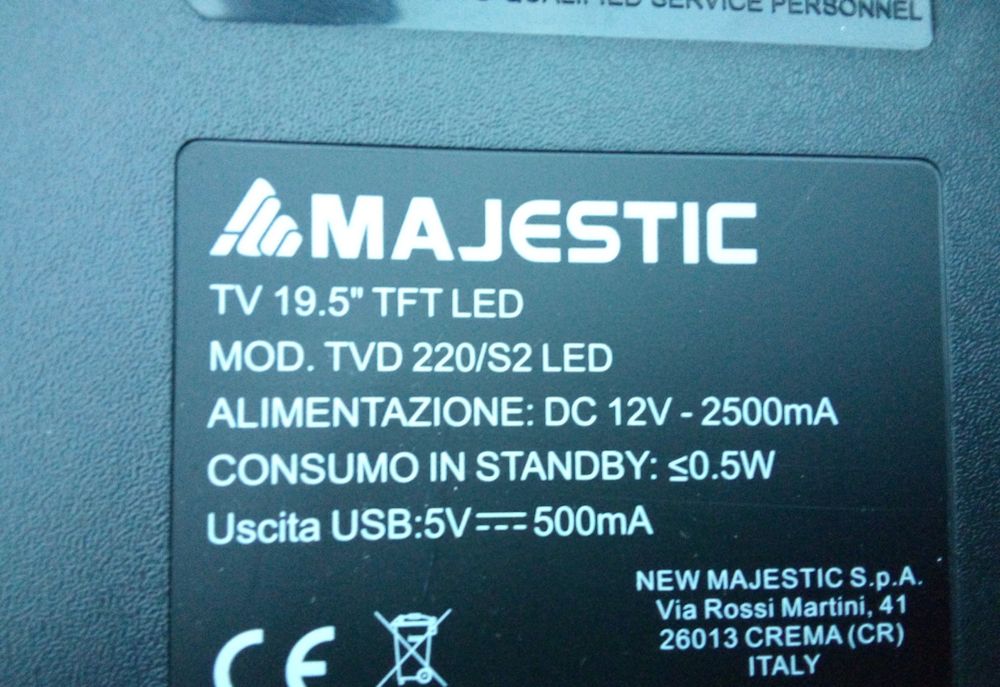 QUALIFIED SERVICE PERSONNEL
MAJESTIC
TV 19.5" TFT LED
MOD. TVD 220/S2 LED
ALIMENTAZIONE: DC 12V - 2500mA
CONSUMO IN STANDBY: ≤0.5W
Uscita USB:5V⎓500mA
NEW MAJESTIC S.p.A.
Via Rossi Martini, 41
26013 CREMA (CR)
ITALY
CE